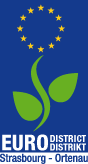 EURO DISTRICT
DISTRIKT
Strasbourg - Ortenau